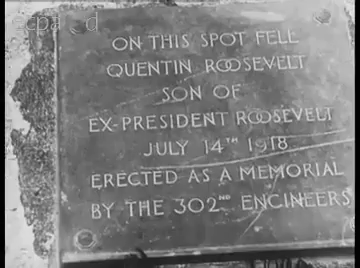 ecpad
ON THIS SPOT FELL
QUENTIN ROOSEVELT
SON OF
EX-PRESIDENT ROOSEVELT
JULY 14TH 1918
ERECTED AS A MEMORIAL
BY THE 302ND ENGINEERS